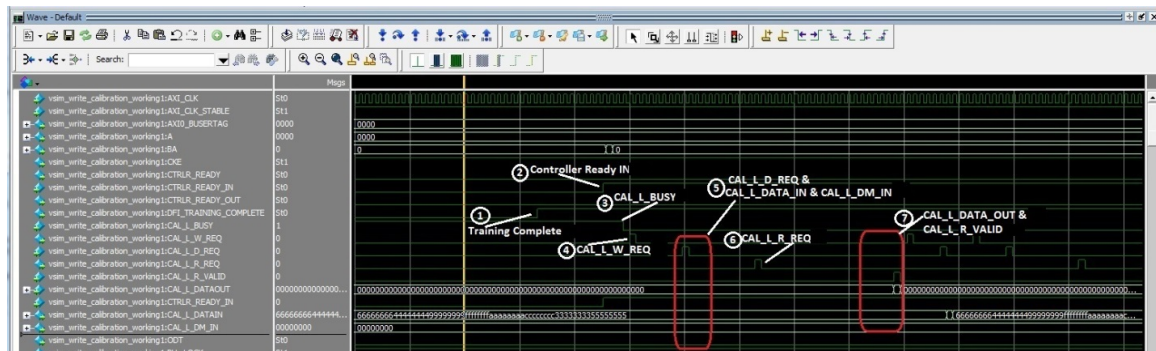 Wave - Default
Search:
Msgs
vsim_write_calibration_working1:AXI_CLK St0
vsim_write_calibration_working1:AXI_CLK_STABLE St1
vsim_write_calibration_working1:AXI0_BUSERTAG 0000 0000
vsim_write_calibration_working1:A 0000 0000
vsim_write_calibration_working1:BA 0 0 0
vsim_write_calibration_working1:CKE St1
vsim_write_calibration_working1:CTRLR_READY St0
vsim_write_calibration_working1:CTRLR_READY_IN St0
vsim_write_calibration_working1:CTRLR_READY_OUT St0
vsim_write_calibration_working1:DFI_TRAINING_COMPLETE St0
vsim_write_calibration_working1:CAL_L_BUSY 1
vsim_write_calibration_working1:CAL_L_W_REQ 0
vsim_write_calibration_working1:CAL_L_D_REQ 0
vsim_write_calibration_working1:CAL_L_R_REQ 0
vsim_write_calibration_working1:CAL_L_R_VALID 0
vsim_write_calibration_working1:CAL_L_DATAOUT
vsim_write_calibration_working1:CTRLR_READY_IN 0
vsim_write_calibration_working1:CAL_L_DATAIN
vsim_write_calibration_working1:CAL_L_DM_IN 00000000 00000000
vsim_write_calibration_working1:ODT St0
1 Training Complete
2 Controller Ready IN
3 CAL_L_BUSY
4 CAL_L_W_REQ
5 CAL_L_D_REQ &
CAL_L_DATA_IN & CAL_L_DM_IN
6 CAL_L_R_REQ
7 CAL_L_DATA_OUT &
CAL_L_R_VALID